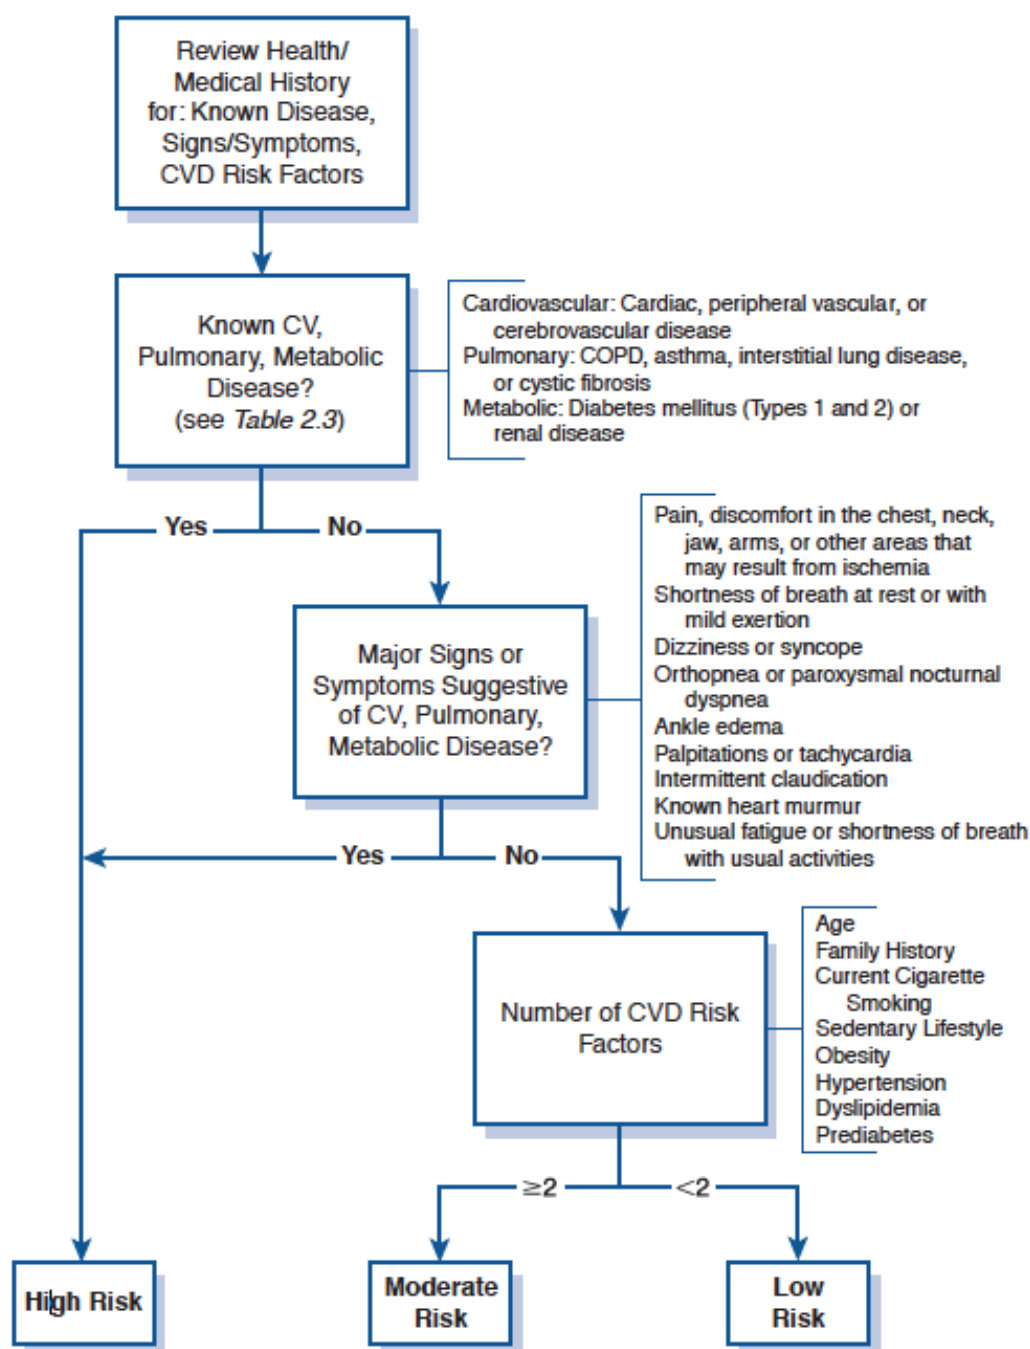 Review Health/
Medical History
for: Known Disease,
Signs/Symptoms,
CVD Risk Factors
Known CV,
Pulmonary, Metabolic
Disease?
(see Table 2.3)
Cardiovascular: Cardiac, peripheral vascular, or
cerebrovascular disease
Pulmonary: COPD, asthma, interstitial lung disease,
or cystic fibrosis
Metabolic: Diabetes mellitus (Types 1 and 2) or
renal disease
Yes
No
Major Signs or
Symptoms Suggestive
of CV, Pulmonary,
Metabolic Disease?
Pain, discomfort in the chest, neck,
jaw, arms, or other areas that
may result from ischemia
Shortness of breath at rest or with
mild exertion
Dizziness or syncope
Orthopnea or paroxysmal nocturnal
dyspnea
Ankle edema
Palpitations or tachycardia
Intermittent claudication
Known heart murmur
Unusual fatigue or shortness of breath
with usual activities
Yes
No
Number of CVD Risk
Factors
Age
Family History
Current Cigarette
Smoking
Sedentary Lifestyle
Obesity
Hypertension
Dyslipidemia
Prediabetes
≥2
<2
High Risk
Moderate
Risk
Low
Risk